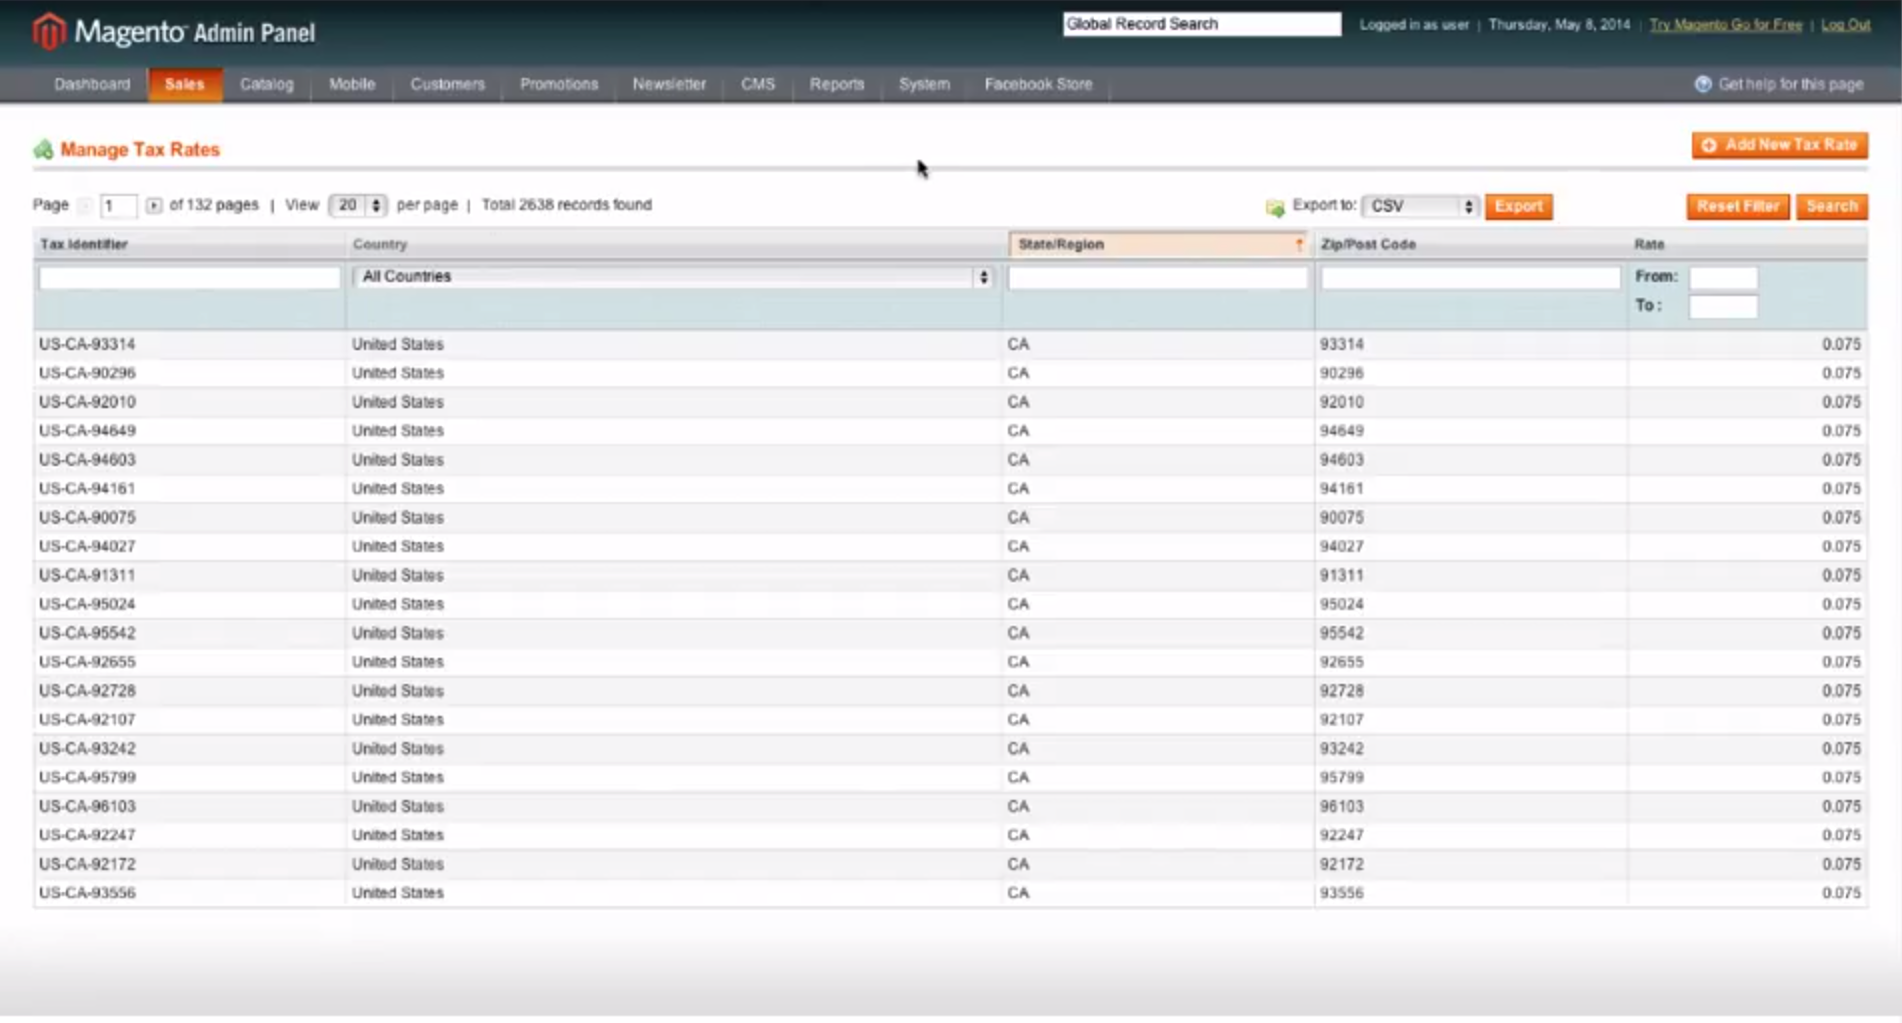 Magento Admin Panel
Global Record Search
Logged in as user | Thursday, May 8, 2014 | Try Magento Go for Free | Log Out
Dashboard Sales Catalog Mobile Customers Promotions Newsletter CMS Reports System Facebook Store Get help for this page
Manage Tax Rates Add New Tax Rate
Page 1 of 132 pages | View 20 per page | Total 2638 records found Export to: CSV Export Reset Filter Search
Tax Identifier Country State/Region Zip/Post Code Rate
All Countries From:
To :
US-CA-93314 United States CA 93314 0.075
US-CA-90296 United States CA 90296 0.075
US-CA-92010 United States CA 92010 0.075
US-CA-94649 United States CA 94649 0.075
US-CA-94603 United States CA 94603 0.075
US-CA-94161 United States CA 94161 0.075
US-CA-90075 United States CA 90075 0.075
US-CA-94027 United States CA 94027 0.075
US-CA-91311 United States CA 91311 0.075
US-CA-95024 United States CA 95024 0.075
US-CA-95542 United States CA 95542 0.075
US-CA-92655 United States CA 92655 0.075
US-CA-92728 United States CA 92728 0.075
US-CA-92107 United States CA 92107 0.075
US-CA-93242 United States CA 93242 0.075
US-CA-95799 United States CA 95799 0.075
US-CA-96103 United States CA 96103 0.075
US-CA-92247 United States CA 92247 0.075
US-CA-92172 United States CA 92172 0.075
US-CA-93556 United States CA 93556 0.075